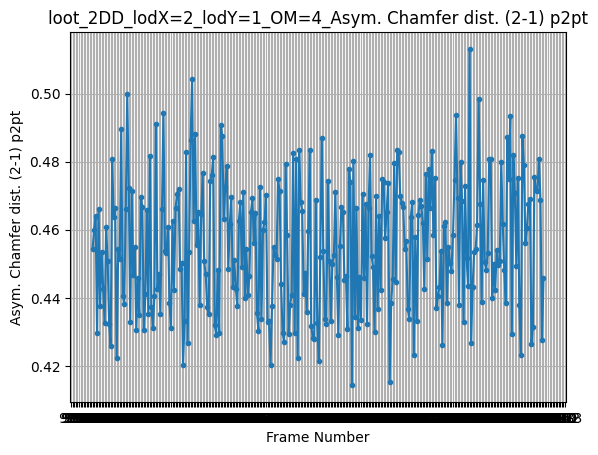 loot_2DD_lodX=2_lodY=1_OM=4_Asym. Chamfer dist. (2-1) p2pt
Asym. Chamfer dist. (2-1) p2pt
0.50
0.48
0.46
0.44
0.42
Frame Number